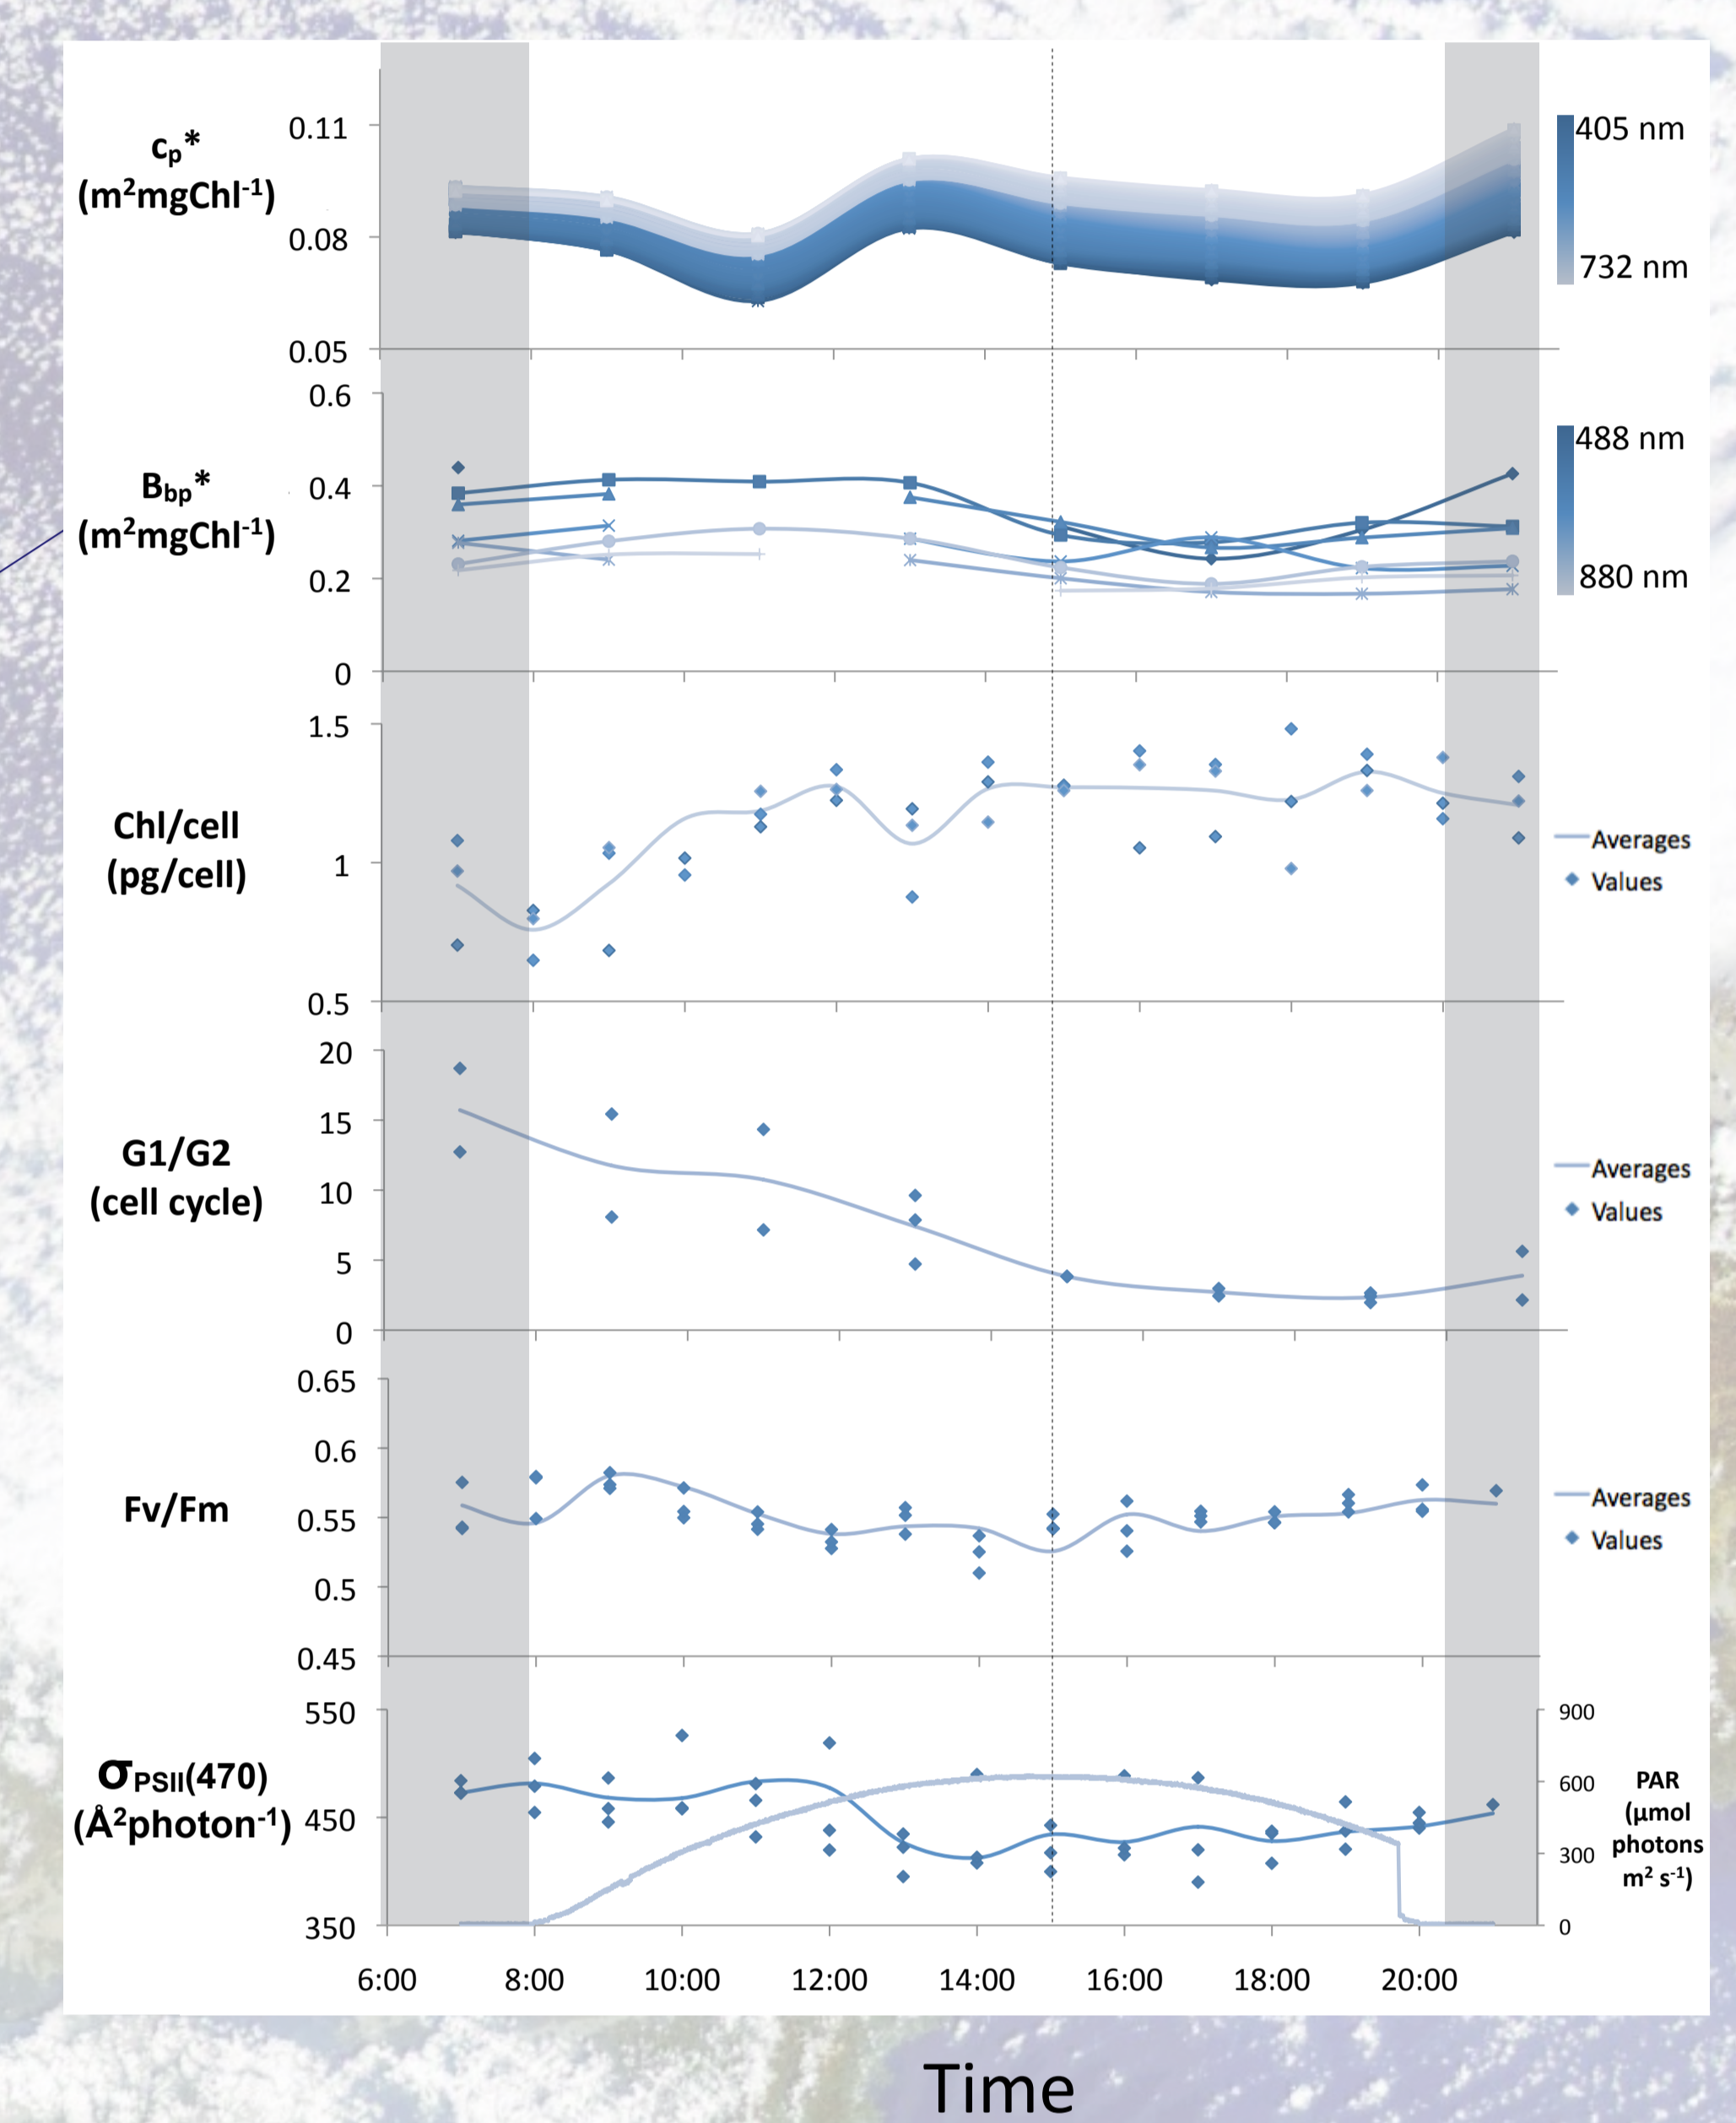 cp*
(m²mgChl⁻¹)
0.11
0.08
0.05
405 nm
732 nm
Bbp*
(m²mgChl⁻¹)
0.6
0.4
0.2
0
488 nm
880 nm
Chl/cell
(pg/cell)
1.5
1
0.5
Averages
Values
G1/G2
(cell cycle)
20
15
10
5
0
Averages
Values
Fv/Fm
0.65
0.6
0.55
0.5
0.45
Averages
Values
σPSII(470)
(Å²photon⁻¹)
550
450
350
900
600
300
0
PAR
(µmol
photons
m² s⁻¹)
6:00 8:00 10:00 12:00 14:00 16:00 18:00 20:00
Time